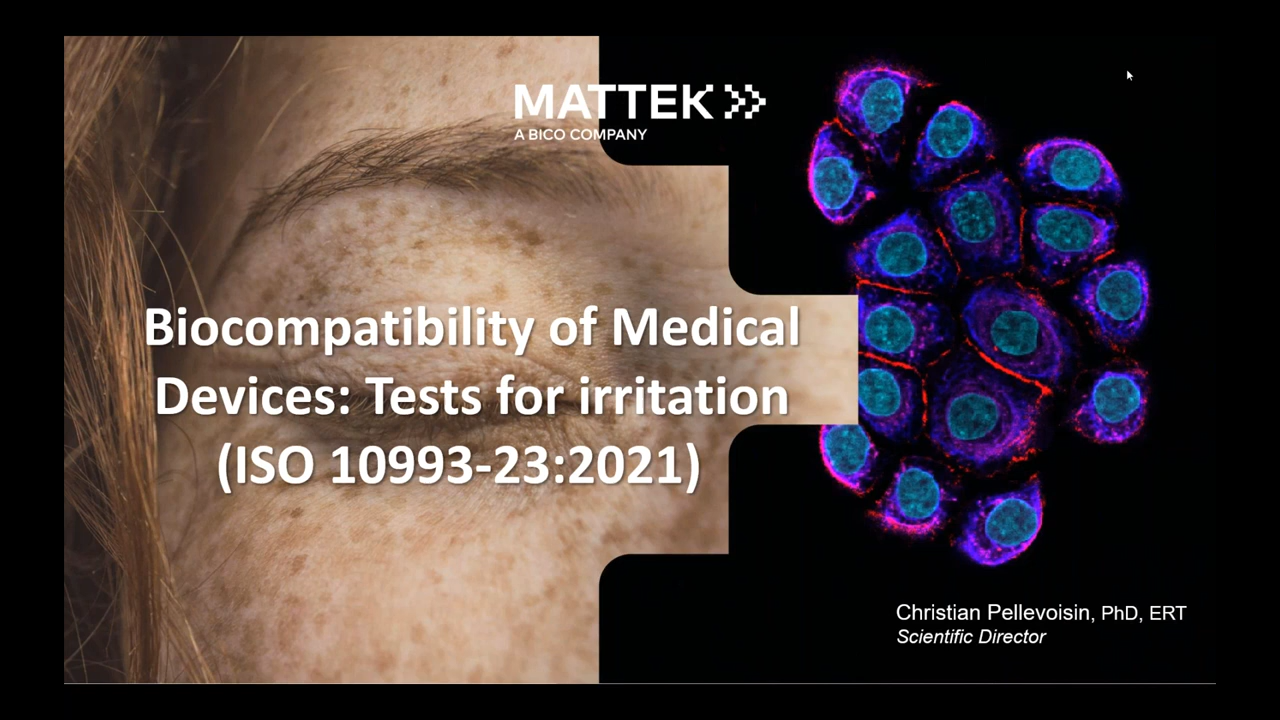 MATTEK
A BICO COMPANY
Biocompatibility of Medical
Devices: Tests for irritation
(ISO 10993-23:2021)
Christian Pellevoisin, PhD, ERT
Scientific Director